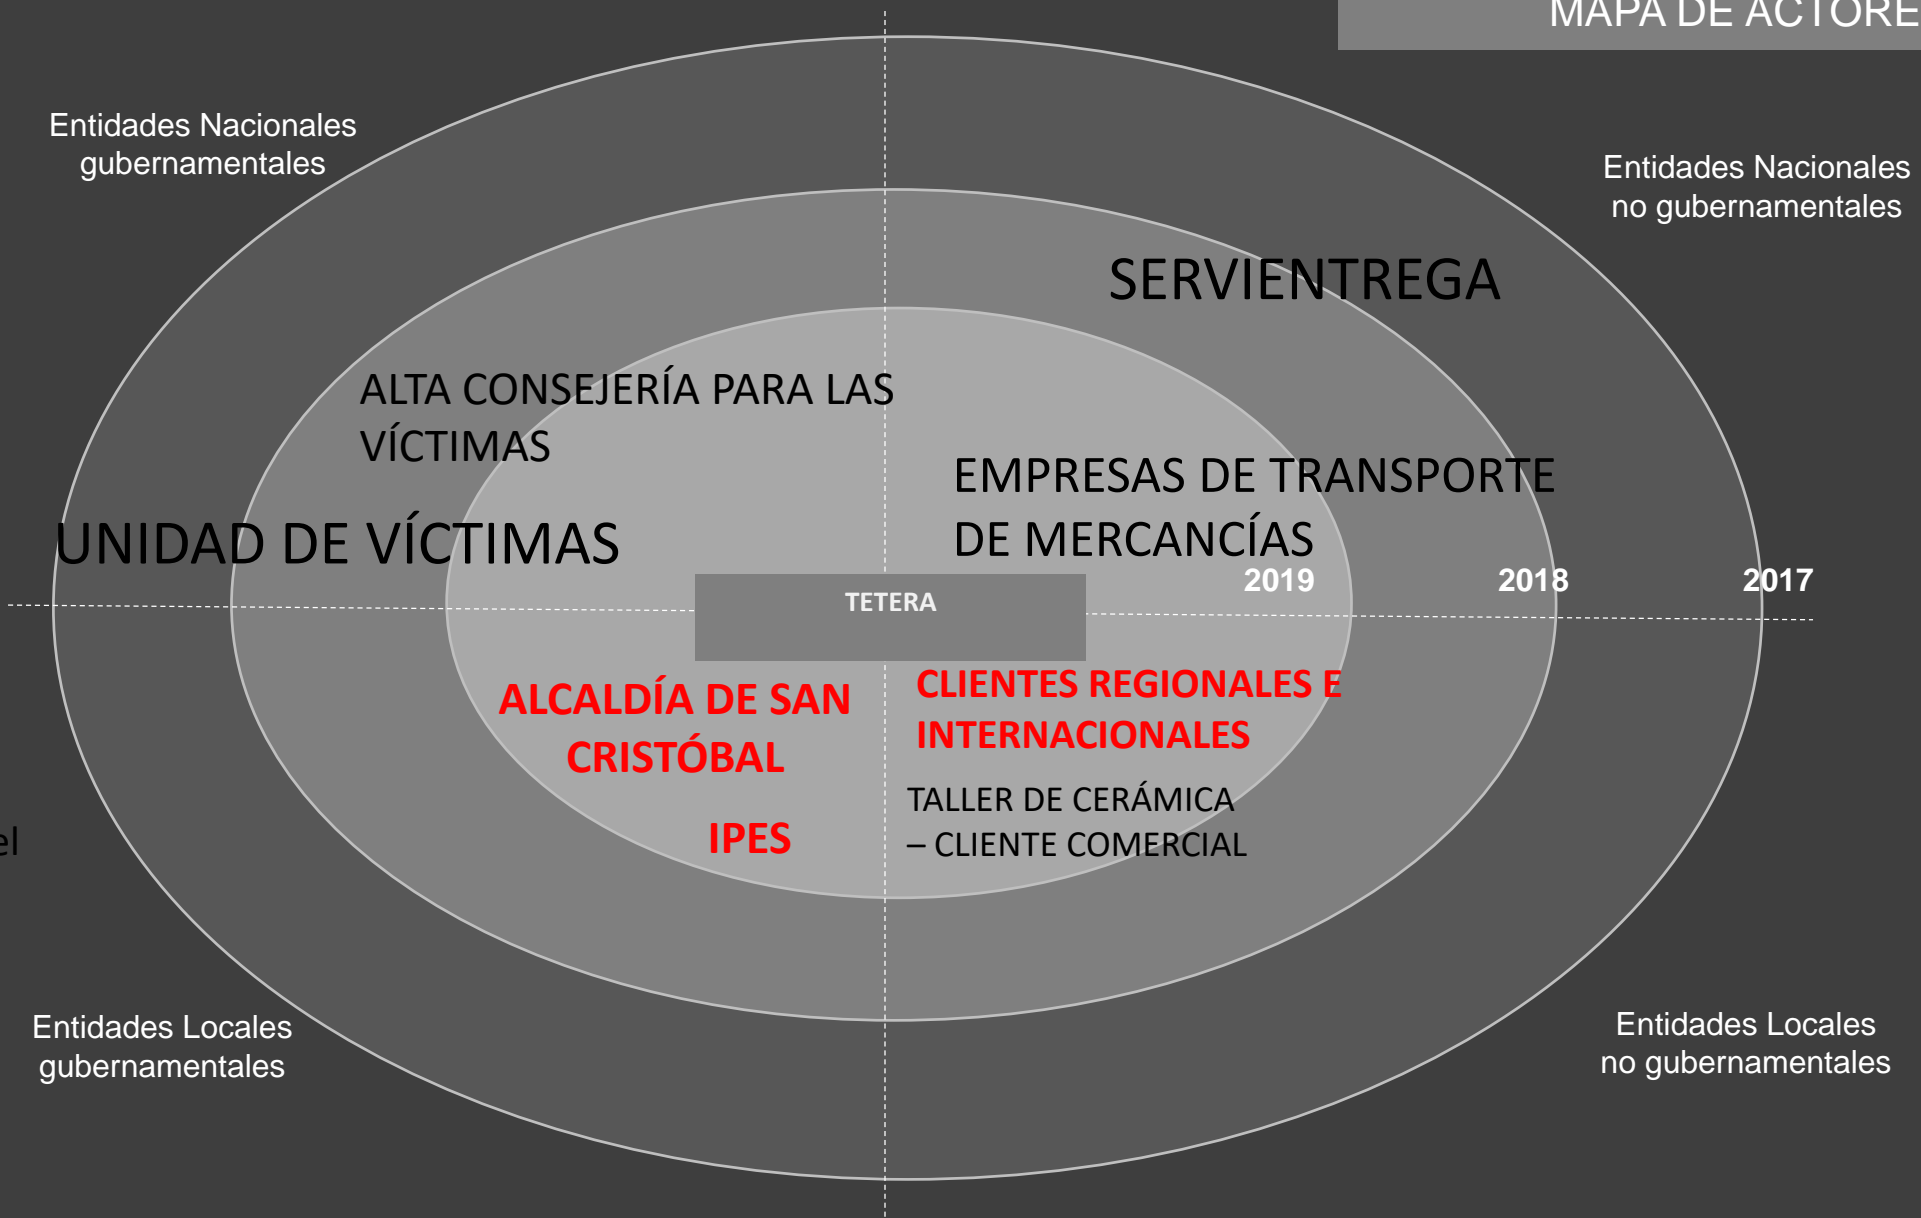 MAPA DE ACTORE
Entidades Nacionales
gubernamentales
Entidades Nacionales
no gubernamentales
SERVIENTREGA
ALTA CONSEJERÍA PARA LAS
VÍCTIMAS
EMPRESAS DE TRANSPORTE
DE MERCANCÍAS
UNIDAD DE VÍCTIMAS
2019
2018
2017
TETERA
ALCALDÍA DE SAN
CRISTÓBAL
IPES
CLIENTES REGIONALES E
INTERNACIONALES
TALLER DE CERÁMICA
– CLIENTE COMERCIAL
el
Entidades Locales
gubernamentales
Entidades Locales
no gubernamentales